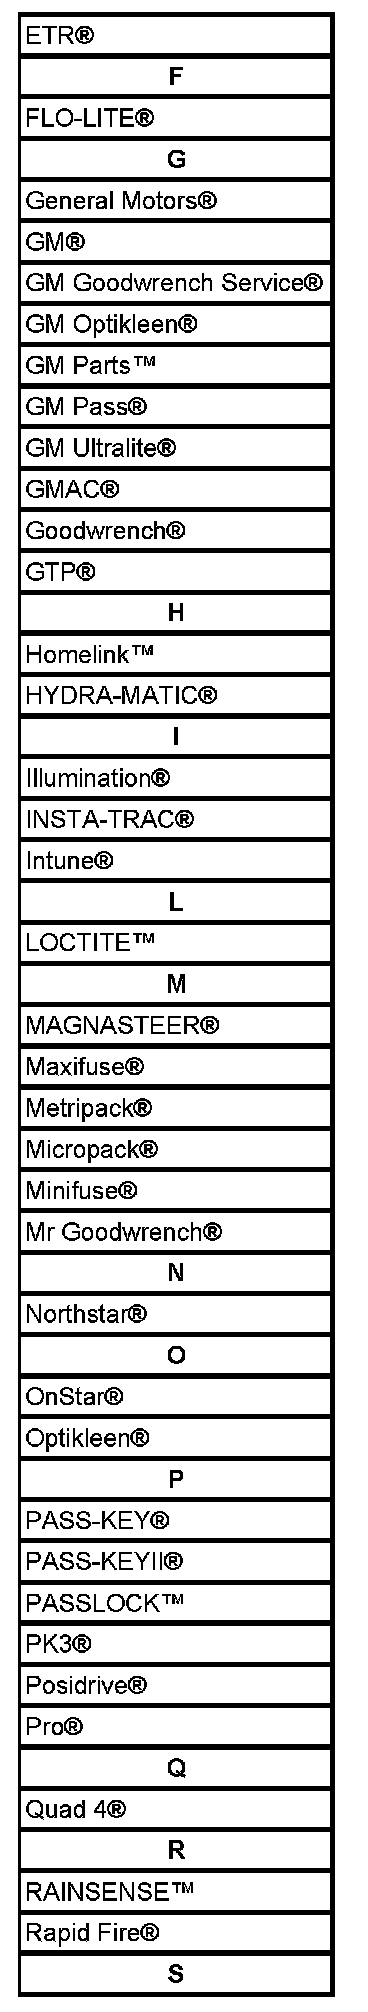 ETR®
F
FLO-LITE®
G
General Motors®
GM®
GM Goodwrench Service®
GM Optikleen®
GM Parts™
GM Pass®
GM Ultralite®
GMAC®
Goodwrench®
GTP®
H
Homelink™
HYDRA-MATIC®
I
Illumination®
INSTA-TRAC®
Intune®
L
LOCTITE™
M
MAGNASTEER®
Maxifuse®
Metripack®
Micropack®
Minifuse®
Mr Goodwrench®
N
Northstar®
O
OnStar®
Optikleen®
P
PASS-KEY®
PASS-KEYII®
PASSLOCK™
PK3®
Posidrive®
Pro®
Q
Quad 4®
R
RAINSENSE™
Rapid Fire®
S